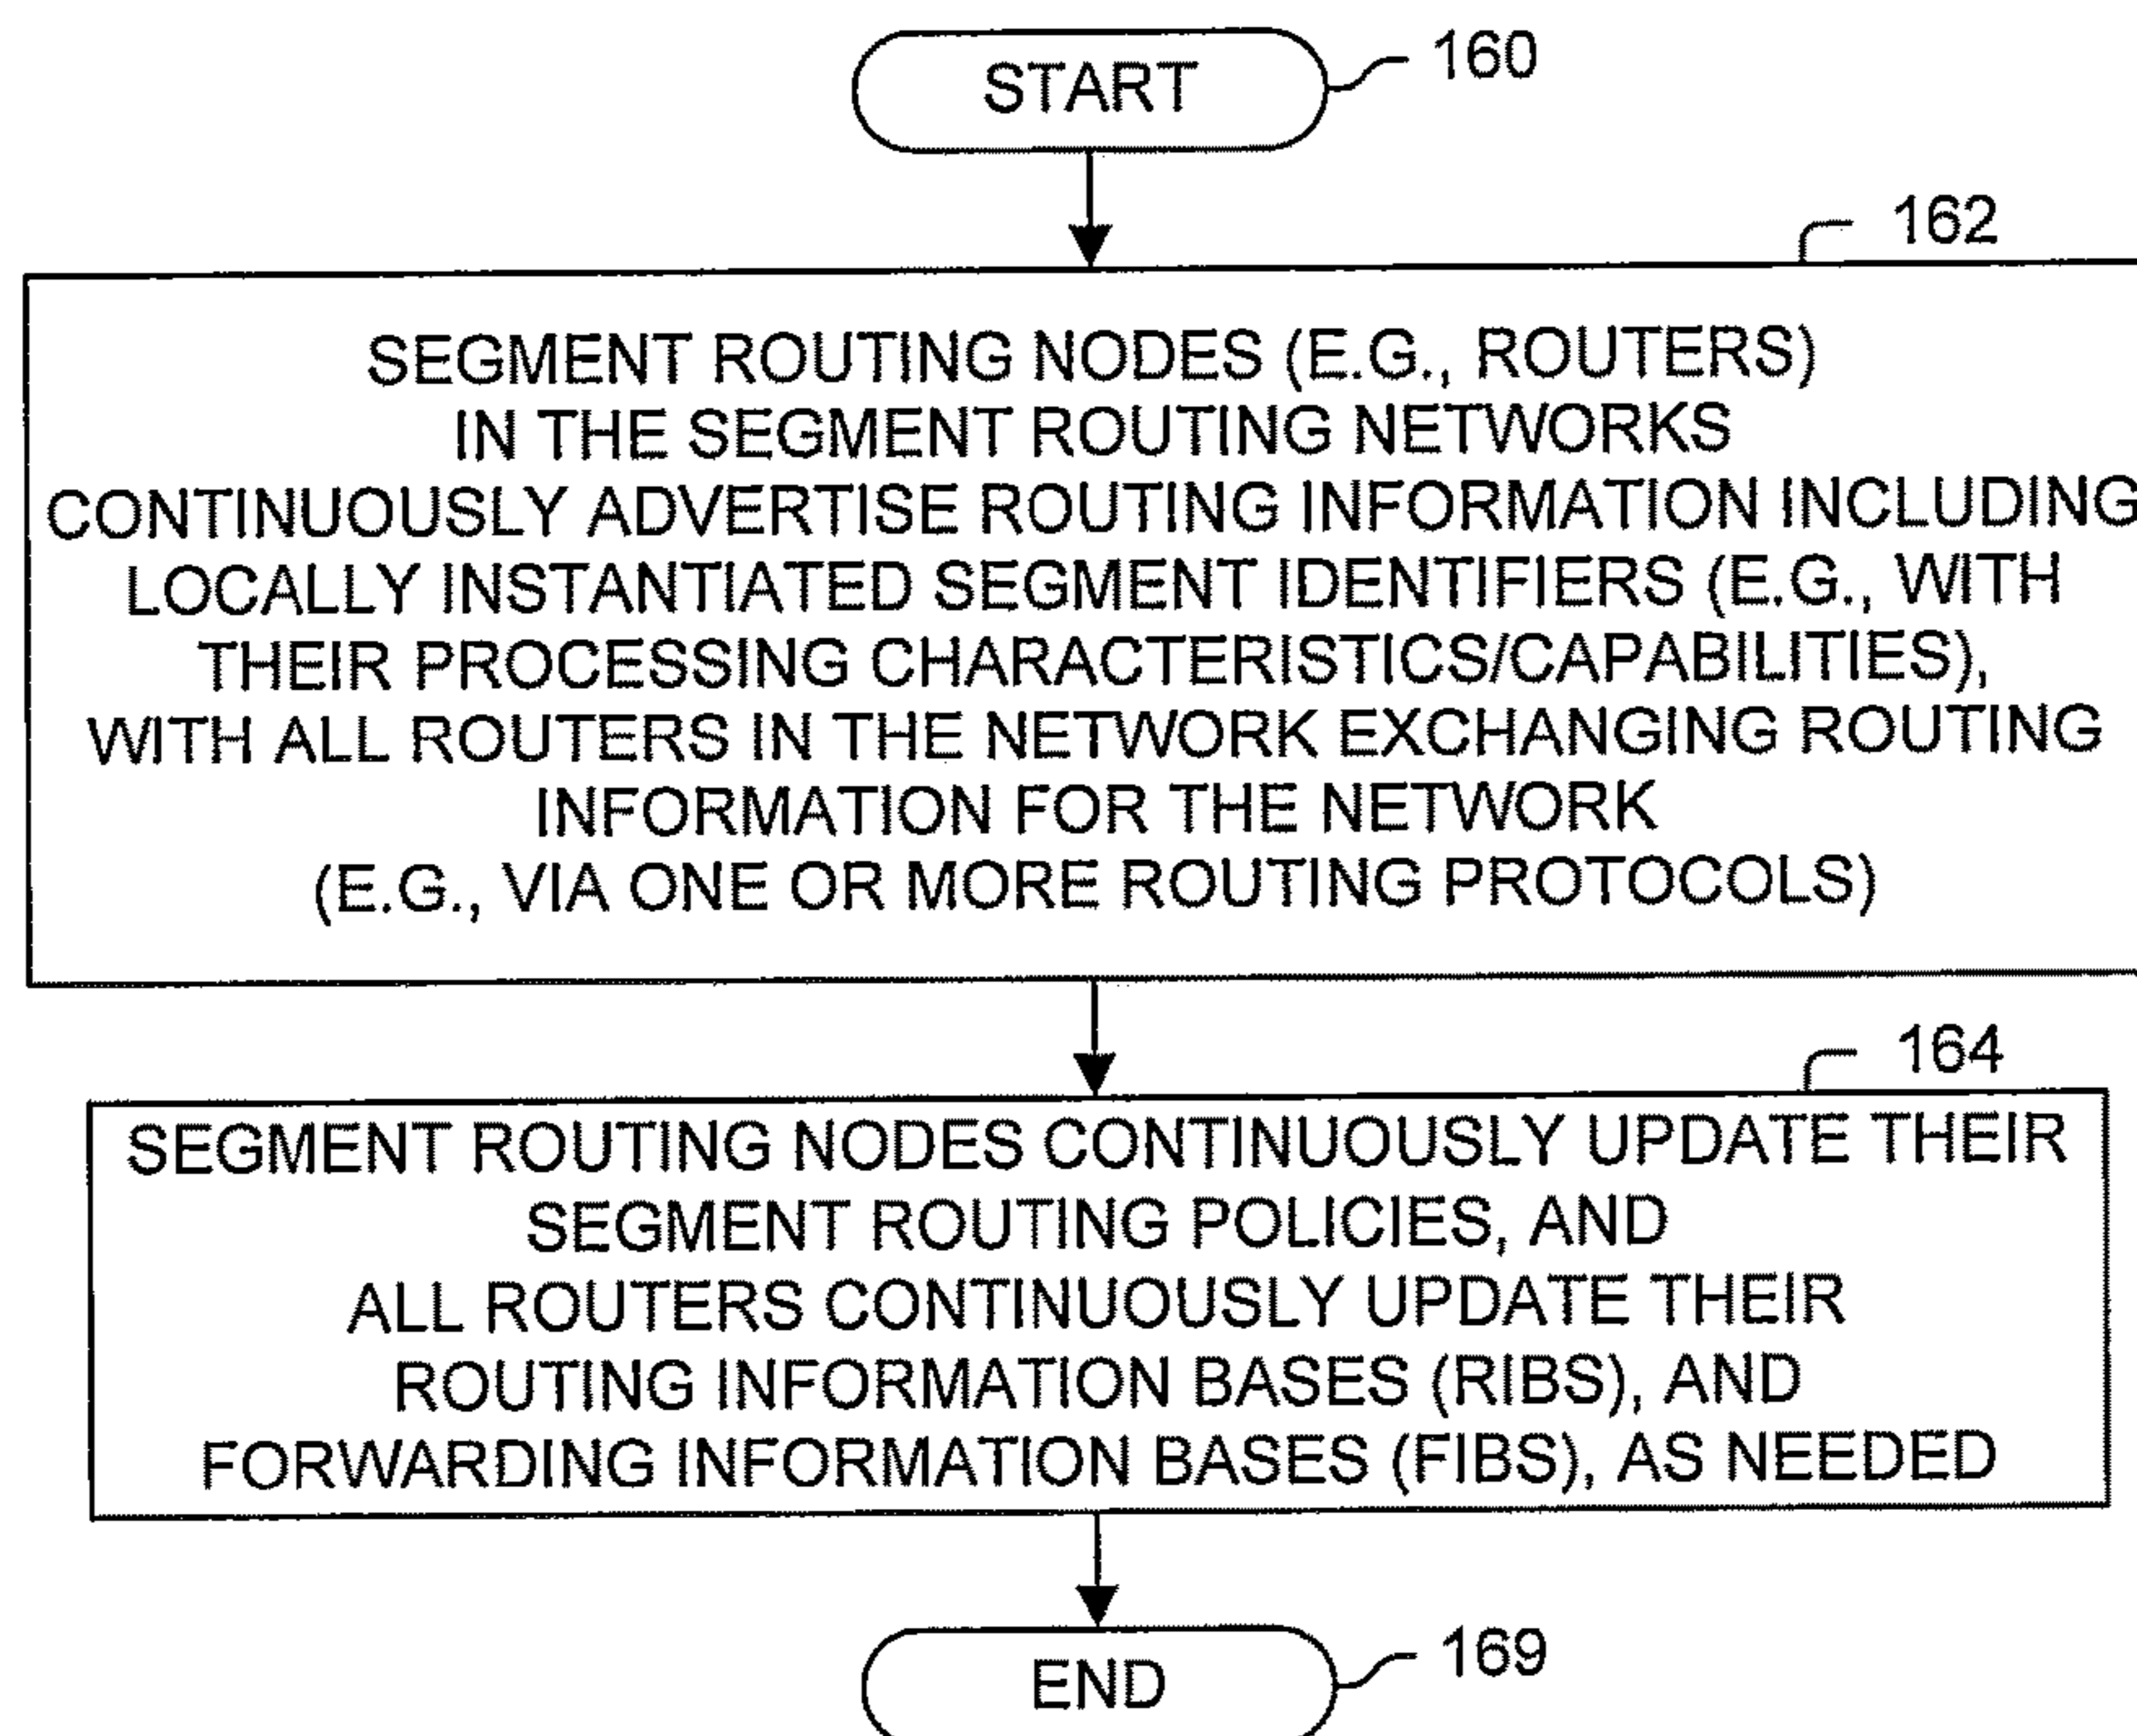 START
160
162
SEGMENT ROUTING NODES (E.G., ROUTERS)
IN THE SEGMENT ROUTING NETWORKS
CONTINUOUSLY ADVERTISE ROUTING INFORMATION INCLUDING
LOCALLY INSTANTIATED SEGMENT IDENTIFIERS (E.G., WITH
THEIR PROCESSING CHARACTERISTICS/CAPABILITIES),
WITH ALL ROUTERS IN THE NETWORK EXCHANGING ROUTING
INFORMATION FOR THE NETWORK
(E.G., VIA ONE OR MORE ROUTING PROTOCOLS)
164
SEGMENT ROUTING NODES CONTINUOUSLY UPDATE THEIR
SEGMENT ROUTING POLICIES, AND
ALL ROUTERS CONTINUOUSLY UPDATE THEIR
ROUTING INFORMATION BASES (RIBS), AND
FORWARDING INFORMATION BASES (FIBS), AS NEEDED
END
169